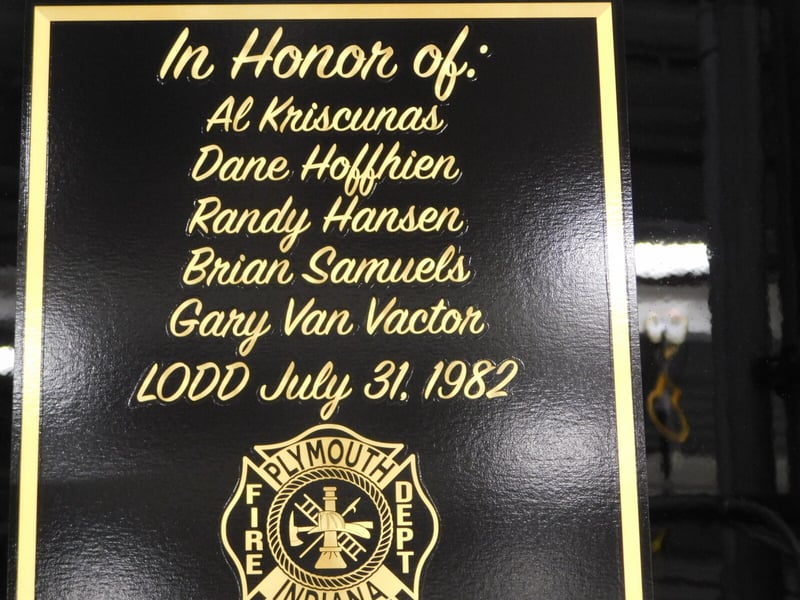 In Honor of:
Al Kriscunas
Dane Hoffhien
Randy Hansen
Brian Samuels
Gary Van Vactor
LODD July 31, 1982
PLYMOUTH
FIRE
DEPT
INDIANA